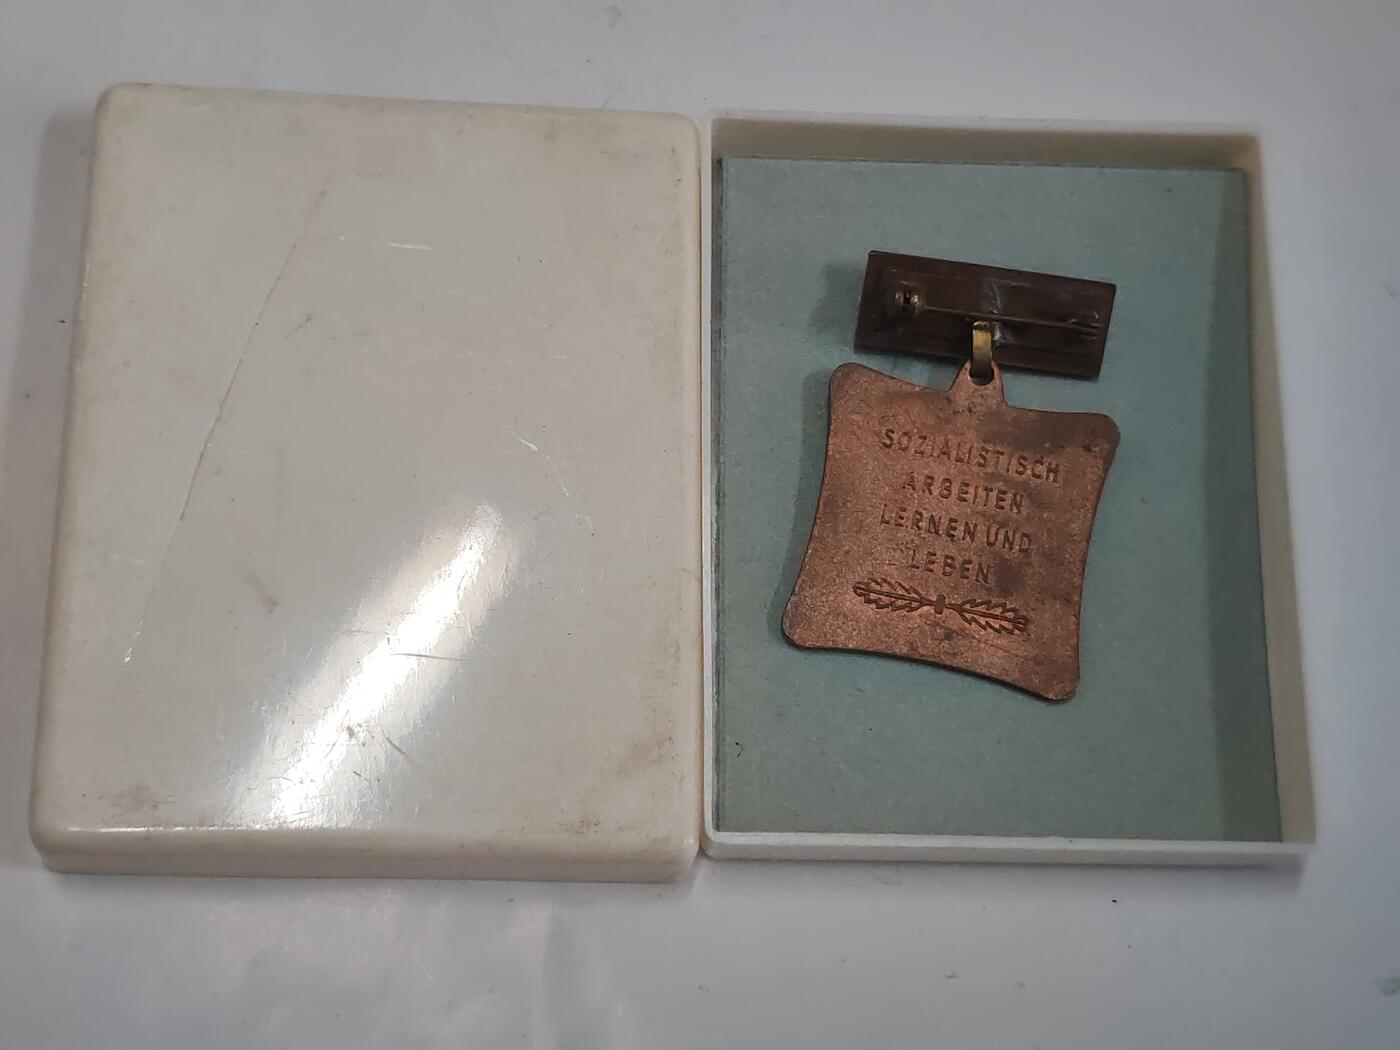 SOZIALISTISCH
ARBEITEN
LERNEN UND
LEBEN